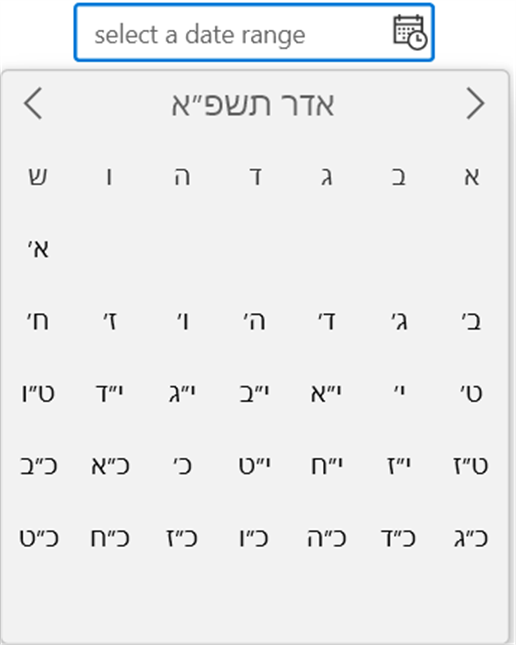 select a date range
אדר תשפ״א
א ב ג ד ה ו ש
א׳
ב׳ ג׳ ד׳ ה׳ ו׳ ז׳ ח׳
ט׳ י׳ י״א י״ב י״ג י״ד ט״ו
ט״ז י״ז י״ח י״ט כ׳ כ״א כ״ב
כ״ג כ״ד כ״ה כ״ו כ״ז כ״ח כ״ט